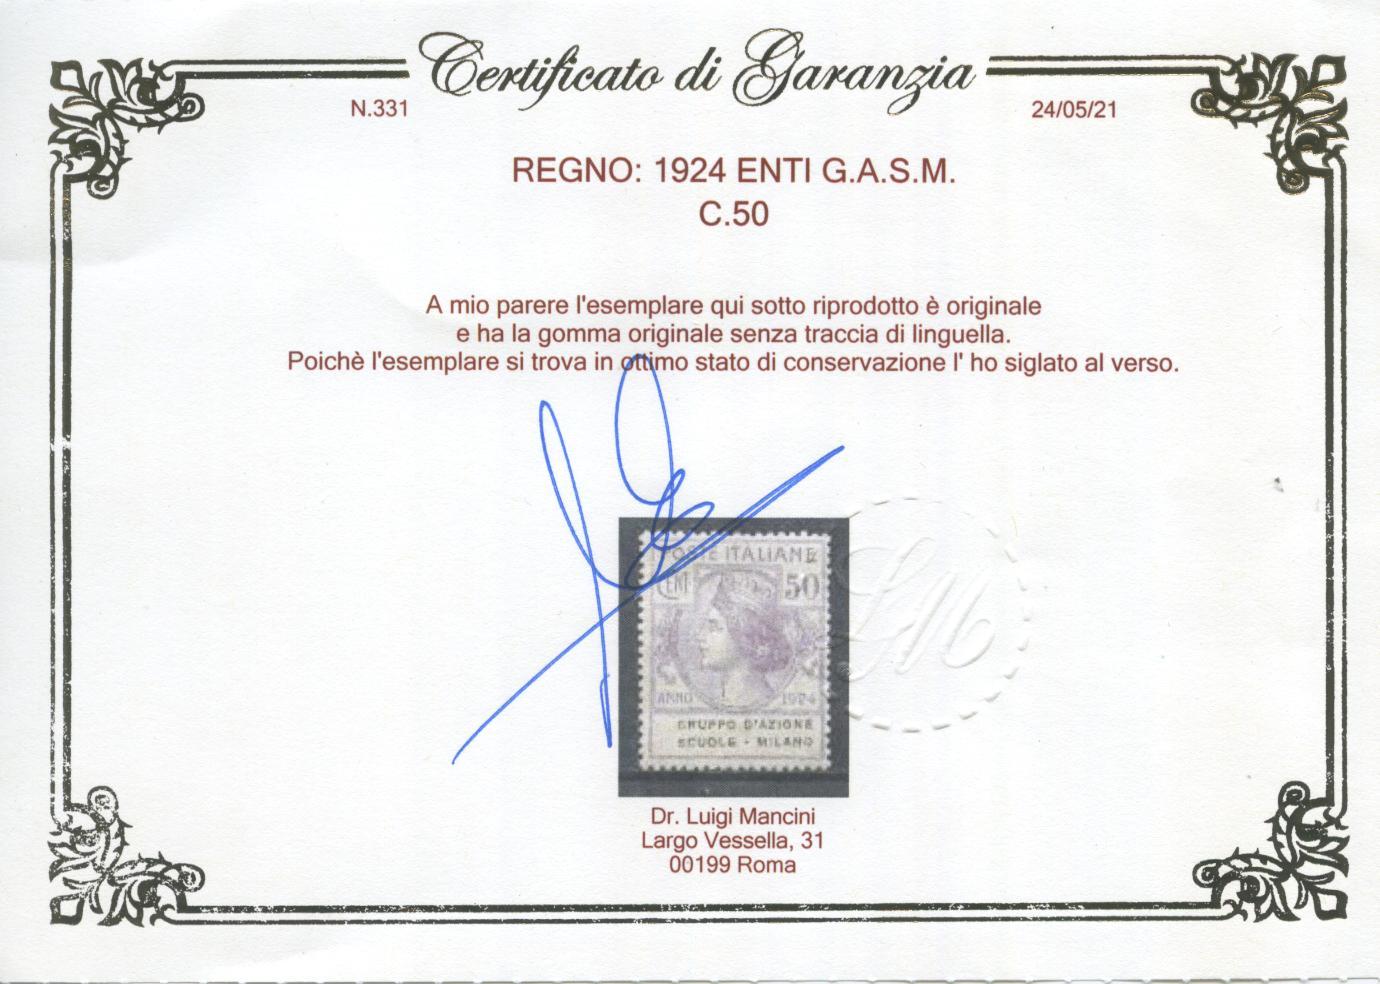 Certificato di Garanzia
N.331
24/05/21
REGNO: 1924 ENTI G.A.S.M.
C.50
A mio parere l'esemplare qui sotto riprodotto è originale
e ha la gomma originale senza traccia di linguella.
Poichè l'esemplare si trova in ottimo stato di conservazione l' ho siglato al verso.
POSTE ITALIANE
CENT 50
ANNO 1924
GRUPPO D'AZIONE
SCUOLE - MILANO
LM
Dr. Luigi Mancini
Largo Vessella, 31
00199 Roma